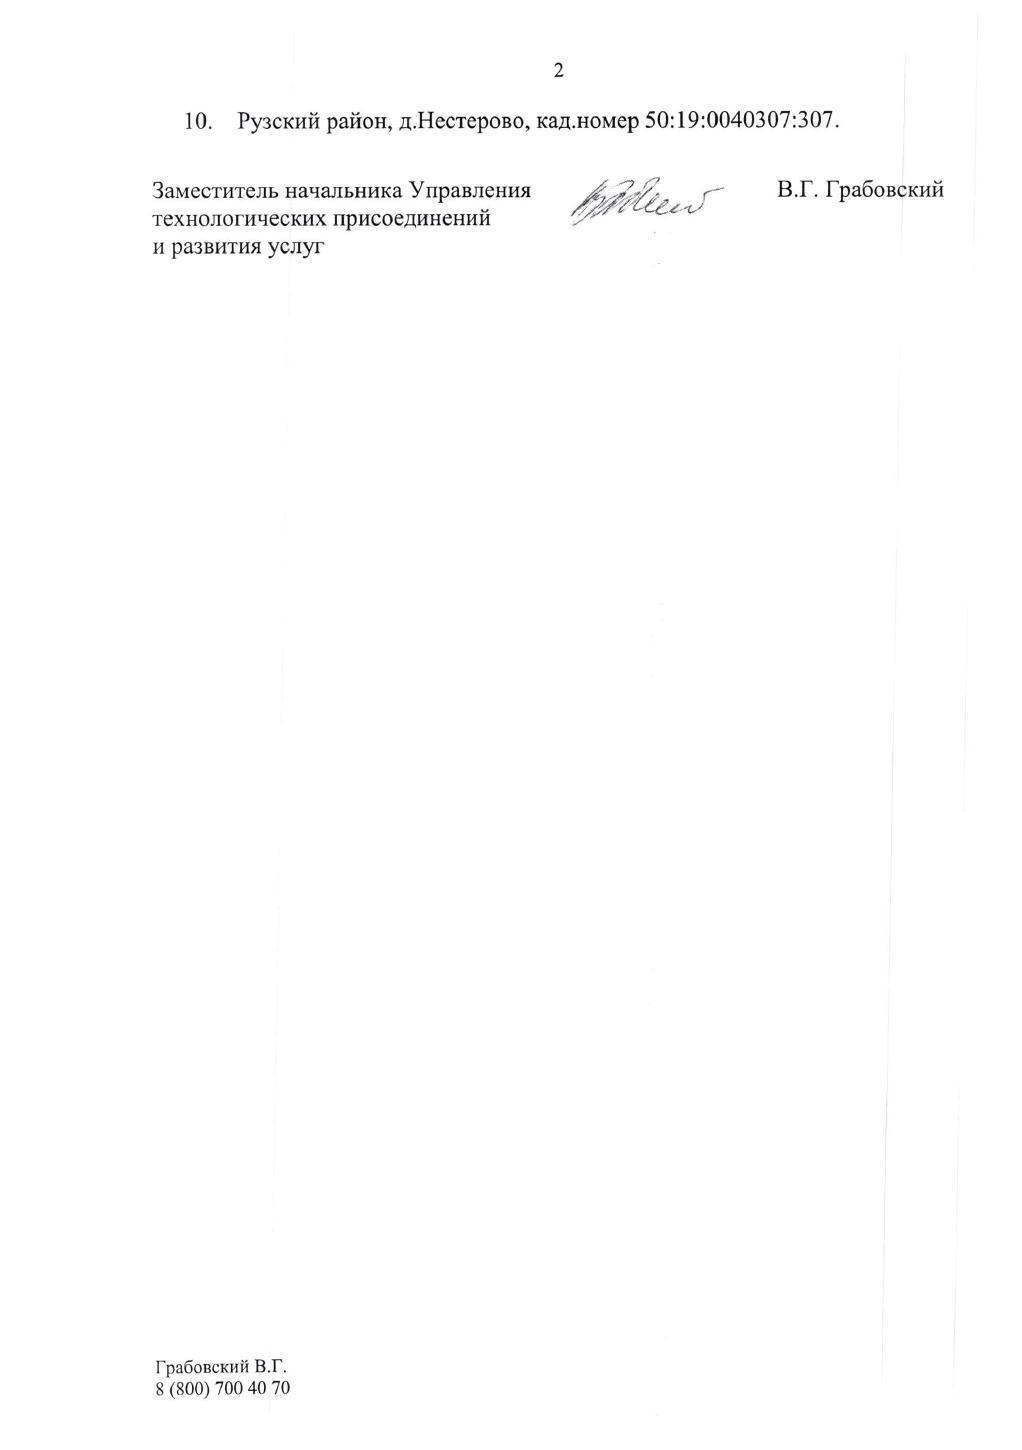 2
10. Рузский район, д.Нестерово, кад.номер 50:19:0040307:307.
Заместитель начальника Управления
технологических присоединений
и развития услуг
В.Г. Грабовский
Грабовский В.Г.
8 (800) 700 40 70